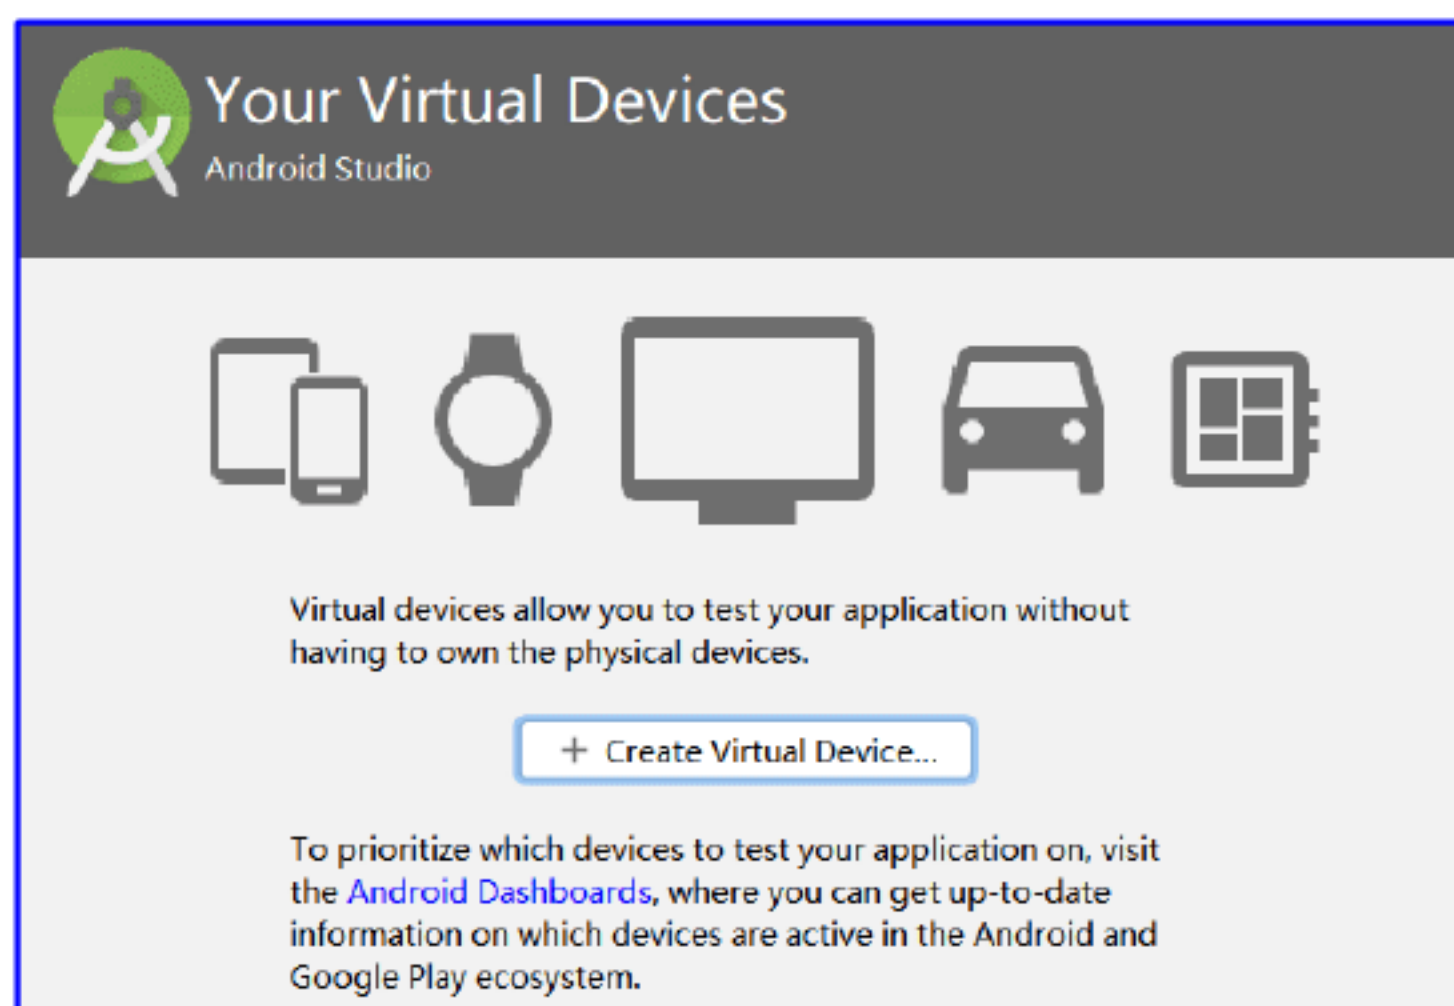 Your Virtual Devices
Android Studio
Virtual devices allow you to test your application without
having to own the physical devices.
+ Create Virtual Device...
To prioritize which devices to test your application on, visit
the Android Dashboards, where you can get up-to-date
information on which devices are active in the Android and
Google Play ecosystem.